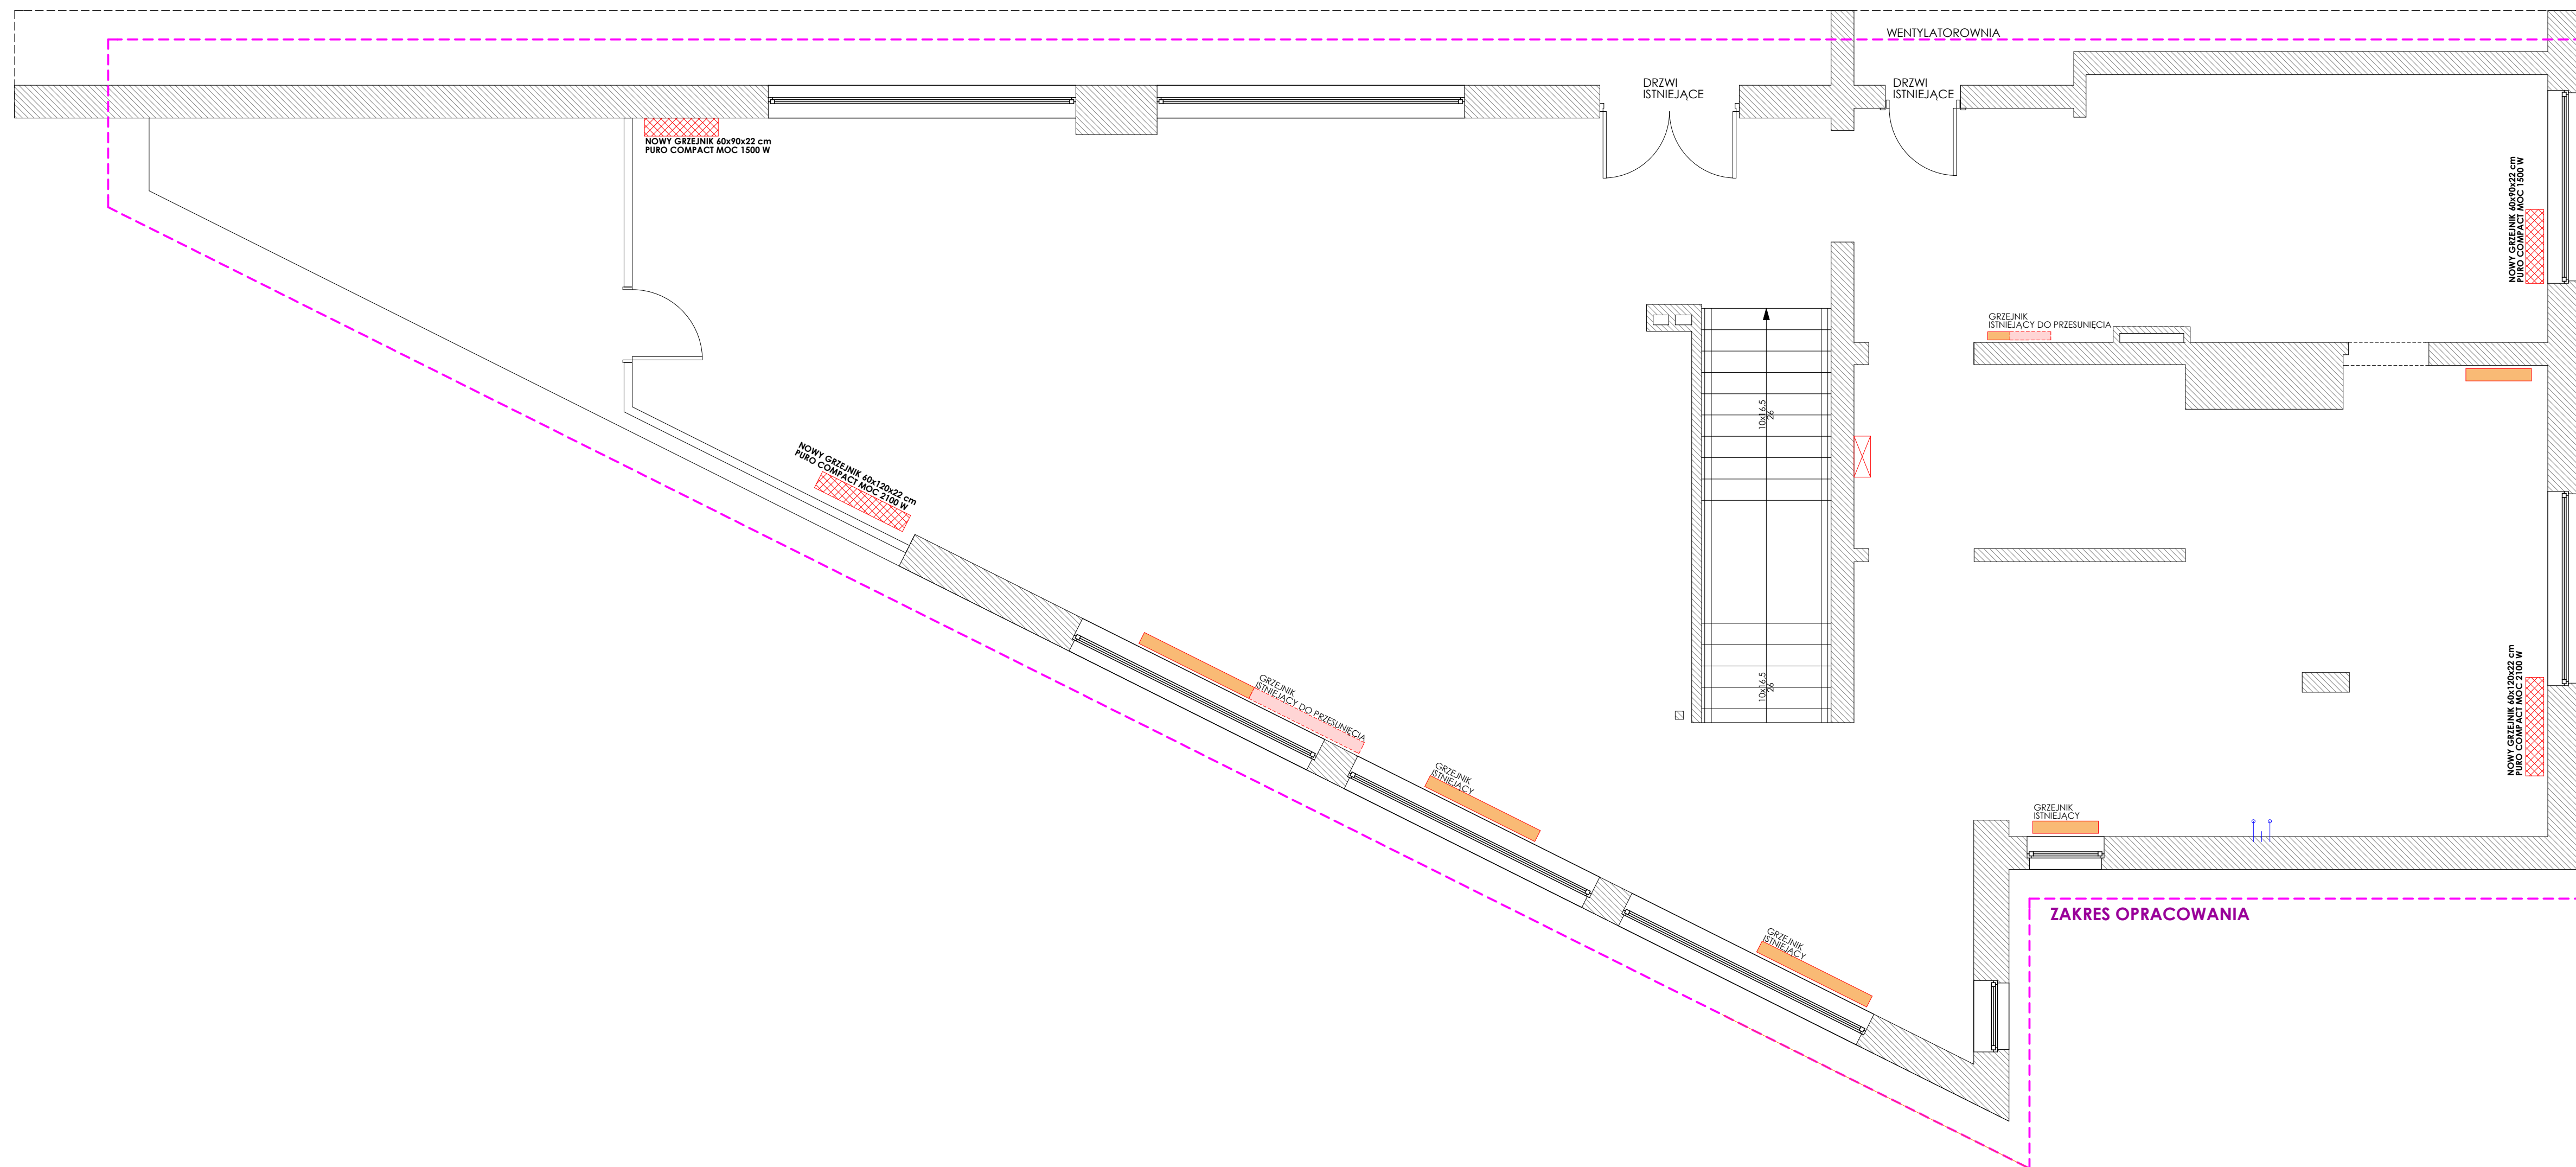 WENTYLATOROWNIA
DRZWI
ISTNIEJĄCE
DRZWI
ISTNIEJĄCE
NOWY GRZEJNIK 60x90x22 cm
PURO COMPACT MOC 1500 W
NOWY GRZEJNIK 60x90x22 cm
PURO COMPACT MOC 1500 W
GRZEJNIK
ISTNIEJĄCY DO PRZESUNIĘCIA
10x16,5
26
NOWY GRZEJNIK 60x120x22 cm
PURO COMPACT MOC 2100 W
GRZEJNIK
ISTNIEJĄCY DO PRZESUNIĘCIA
10x16,5
26
NOWY GRZEJNIK 60x120x22 cm
PURO COMPACT MOC 2100 W
GRZEJNIK
ISTNIEJĄCY
GRZEJNIK
ISTNIEJĄCY
GRZEJNIK
ISTNIEJĄCY
ZAKRES OPRACOWANIA